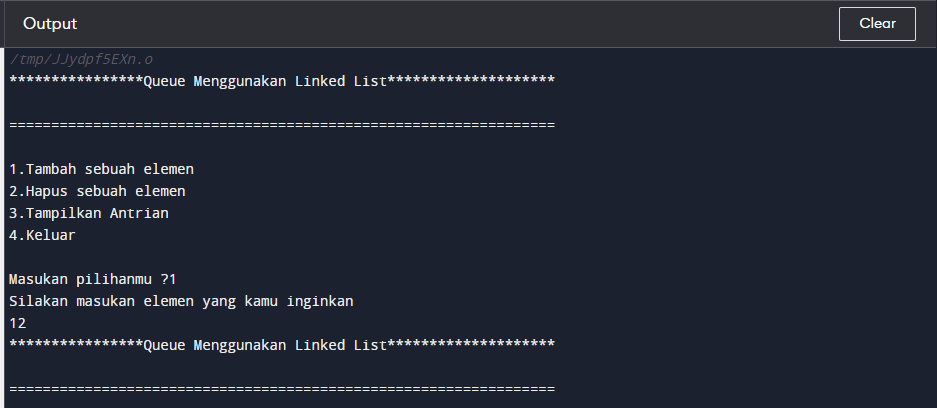 Output
Clear
/tmp/JJydpf5EXn.o
****************Queue Menggunakan Linked List********************
=================================================================
1.Tambah sebuah elemen
2.Hapus sebuah elemen
3.Tampilkan Antrian
4.Keluar
Masukan pilihanmu ?1
Silakan masukan elemen yang kamu inginkan
12
****************Queue Menggunakan Linked List********************
=================================================================